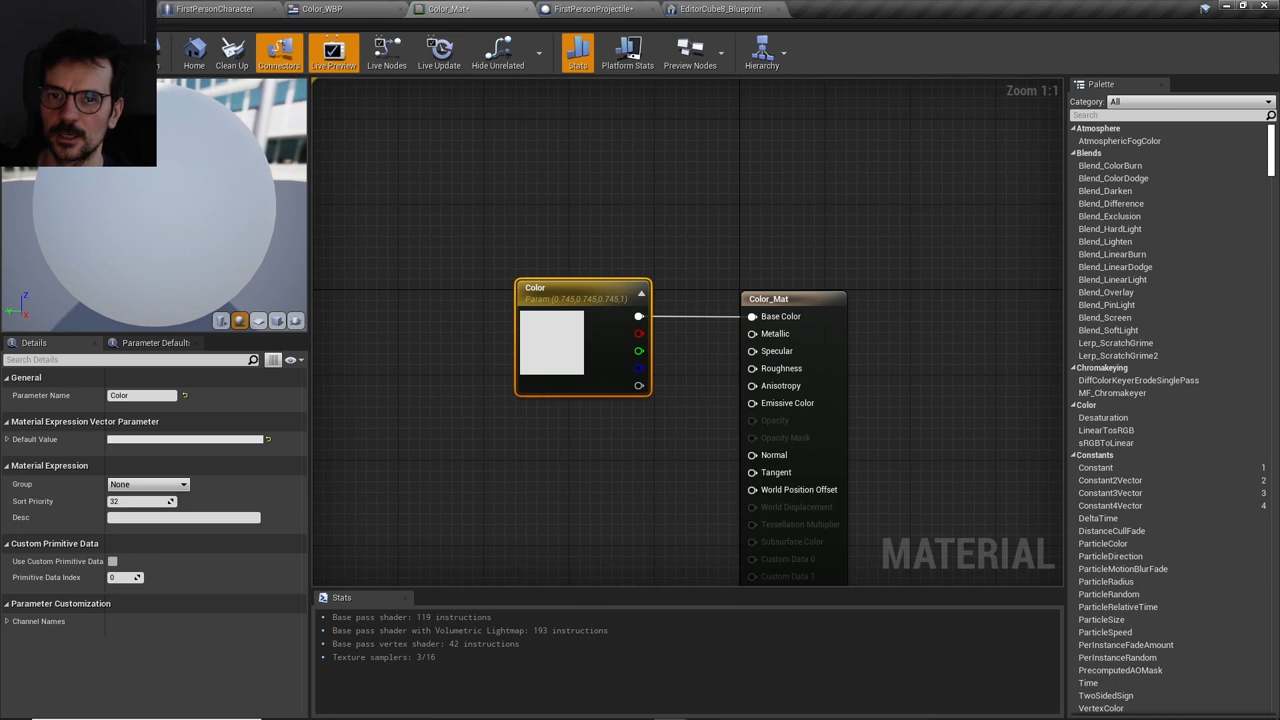 FirstPersonCharacter
Color_WBP
Color_Mat*
FirstPersonProjectile*
EditorCube8_Blueprint
Home
Clean Up
Connectors
Live Preview
Live Nodes
Live Update
Hide Unrelated
Stats
Platform Stats
Preview Nodes
Hierarchy
Zoom 1:1
Palette
Category: All
Search
Atmosphere
AtmosphericFogColor
Blends
Blend_ColorBurn
Blend_ColorDodge
Blend_Darken
Blend_Difference
Blend_Exclusion
Blend_HardLight
Blend_Lighten
Blend_LinearBurn
Blend_LinearDodge
Blend_LinearLight
Blend_Overlay
Blend_PinLight
Blend_Screen
Blend_SoftLight
Lerp_ScratchGrime
Lerp_ScratchGrime2
Chromakeying
DiffColorKeyerErodeSinglePass
MF_Chromakeyer
Color
Desaturation
LinearTosRGB
sRGBToLinear
Constants
Constant 1
Constant2Vector 2
Constant3Vector 3
Constant4Vector 4
DeltaTime
DistanceCullFade
ParticleColor
ParticleDirection
ParticleMotionBlurFade
ParticleRadius
ParticleRandom
ParticleRelativeTime
ParticleSize
ParticleSpeed
PerInstanceFadeAmount
PerInstanceRandom
PrecomputedAOMask
Time
TwoSidedSign
VertexColor
Color
Param (0.745,0.745,0.745,1)
Color_Mat
Base Color
Metallic
Specular
Roughness
Anisotropy
Emissive Color
Opacity
Opacity Mask
Normal
Tangent
World Position Offset
World Displacement
Tessellation Multiplier
Subsurface Color
Custom Data 0
Custom Data 1
MATERIAL
Z
X
Y
Details
Parameter Default
Search Details
General
Parameter Name Color
Material Expression Vector Parameter
Default Value
Material Expression
Group None
Sort Priority 32
Desc
Custom Primitive Data
Use Custom Primitive Data
Primitive Data Index 0
Parameter Customization
Channel Names
Stats
Base pass shader: 119 instructions
Base pass shader with Volumetric Lightmap: 193 instructions
Base pass vertex shader: 42 instructions
Texture samplers: 3/16